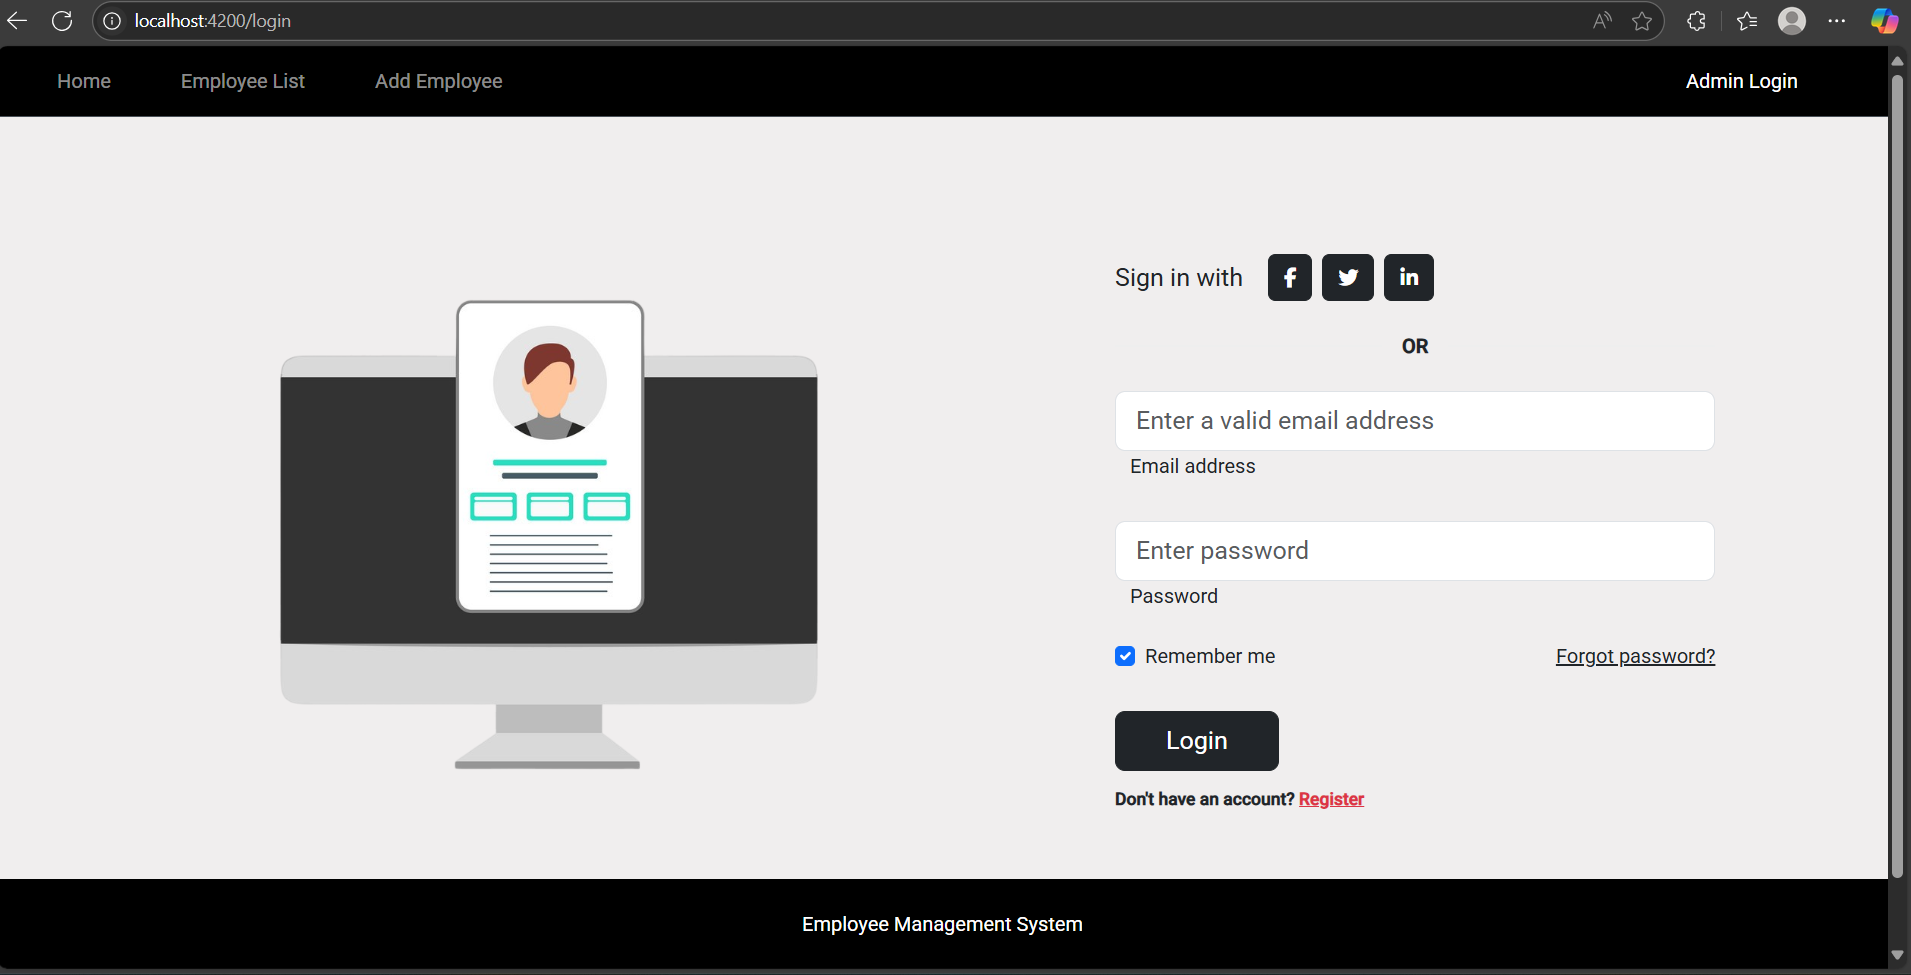 localhost:4200/login
Home Employee List Add Employee Admin Login
Sign in with
OR
Enter a valid email address
Email address
Enter password
Password
Remember me Forgot password?
Login
Don't have an account? Register
Employee Management System